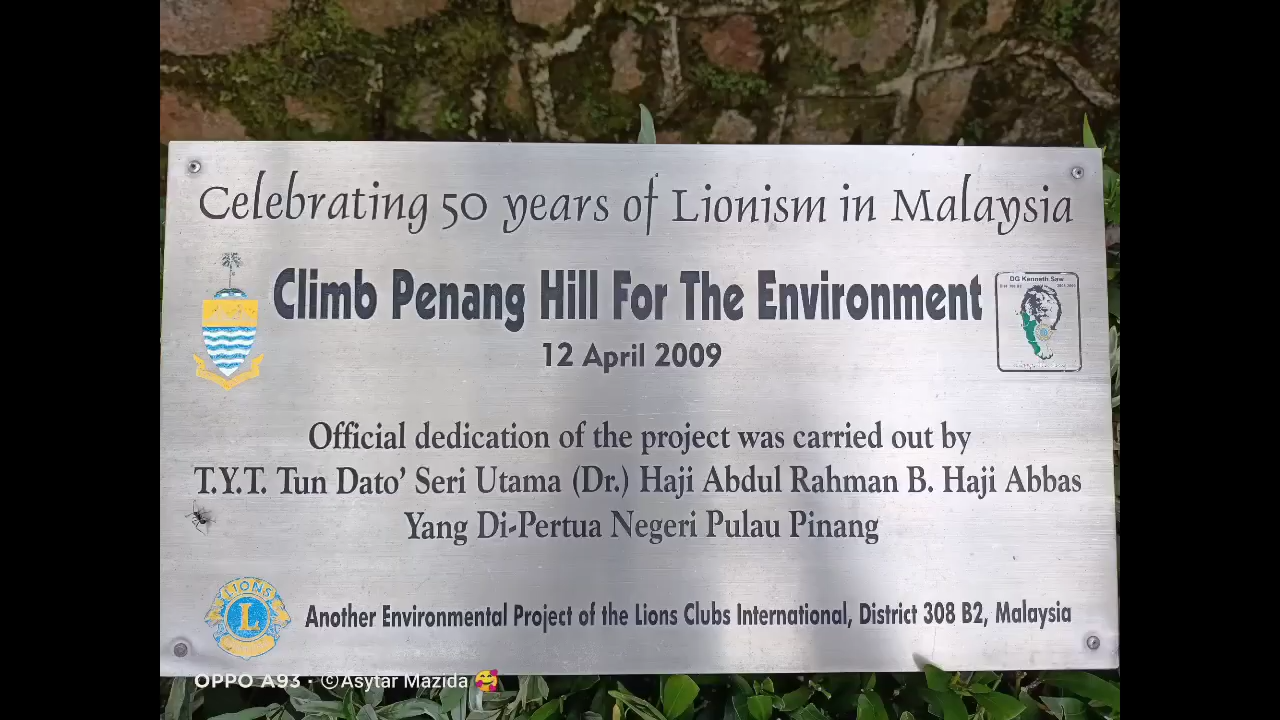 Celebrating 50 years of Lionism in Malaysia
Climb Penang Hill For The Environment
12 April 2009
DG Kenneth Saw
Official dedication of the project was carried out by
T.Y.T. Tun Dato' Seri Utama (Dr.) Haji Abdul Rahman B. Haji Abbas
Yang Di-Pertua Negeri Pulau Pinang
LIONS
L
Another Environmental Project of the Lions Clubs International, District 308 B2, Malaysia
OPPO A93 · ©Asytar Mazida 🥰